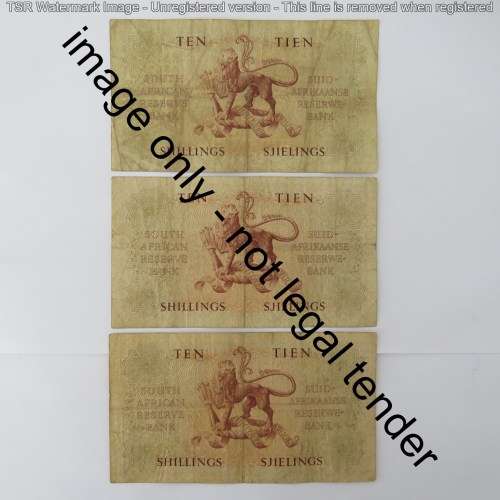 TSR Watermark Image - Unregistered version - This line is removed when registered
TEN TIEN
SOUTH AFRICAN RESERVE BANK
SUID-AFRIKAANSE RESERWE-BANK
SHILLINGS SJIELINGS
TEN TIEN
SOUTH AFRICAN RESERVE BANK
SUID-AFRIKAANSE RESERWE-BANK
SHILLINGS SJIELINGS
TEN TIEN
SOUTH AFRICAN RESERVE BANK
SUID-AFRIKAANSE RESERWE-BANK
SHILLINGS SJIELINGS
image only - not legal tender